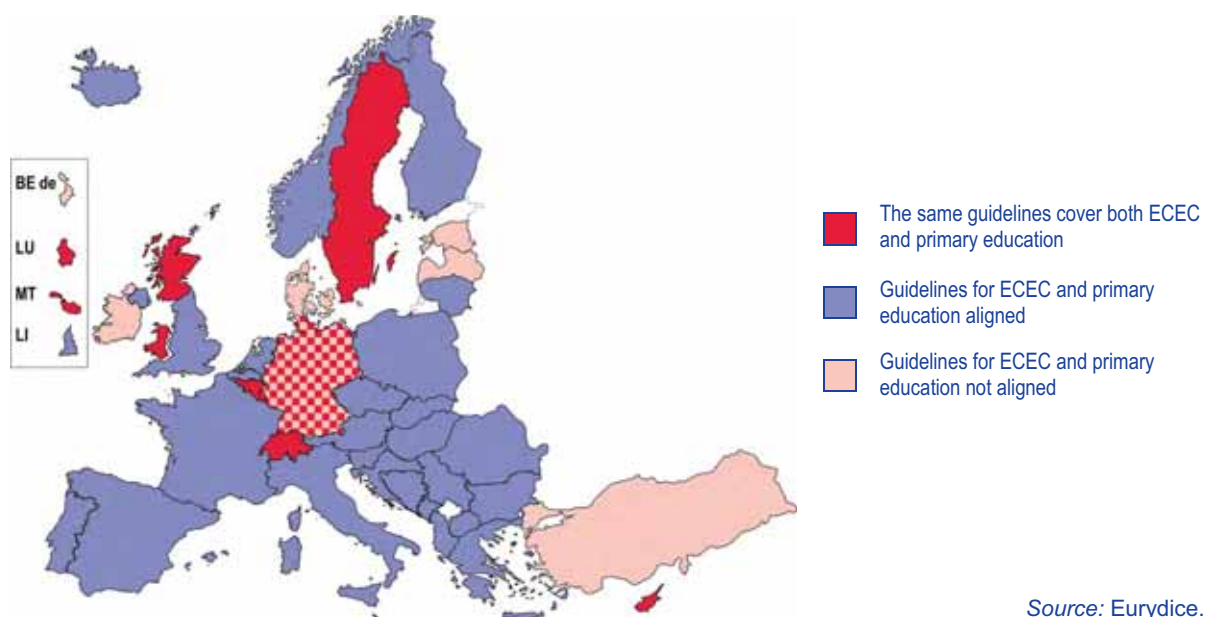 BE de
LU
MT
LI
The same guidelines cover both ECEC
and primary education
Guidelines for ECEC and primary
education aligned
Guidelines for ECEC and primary
education not aligned
Source: Eurydice.